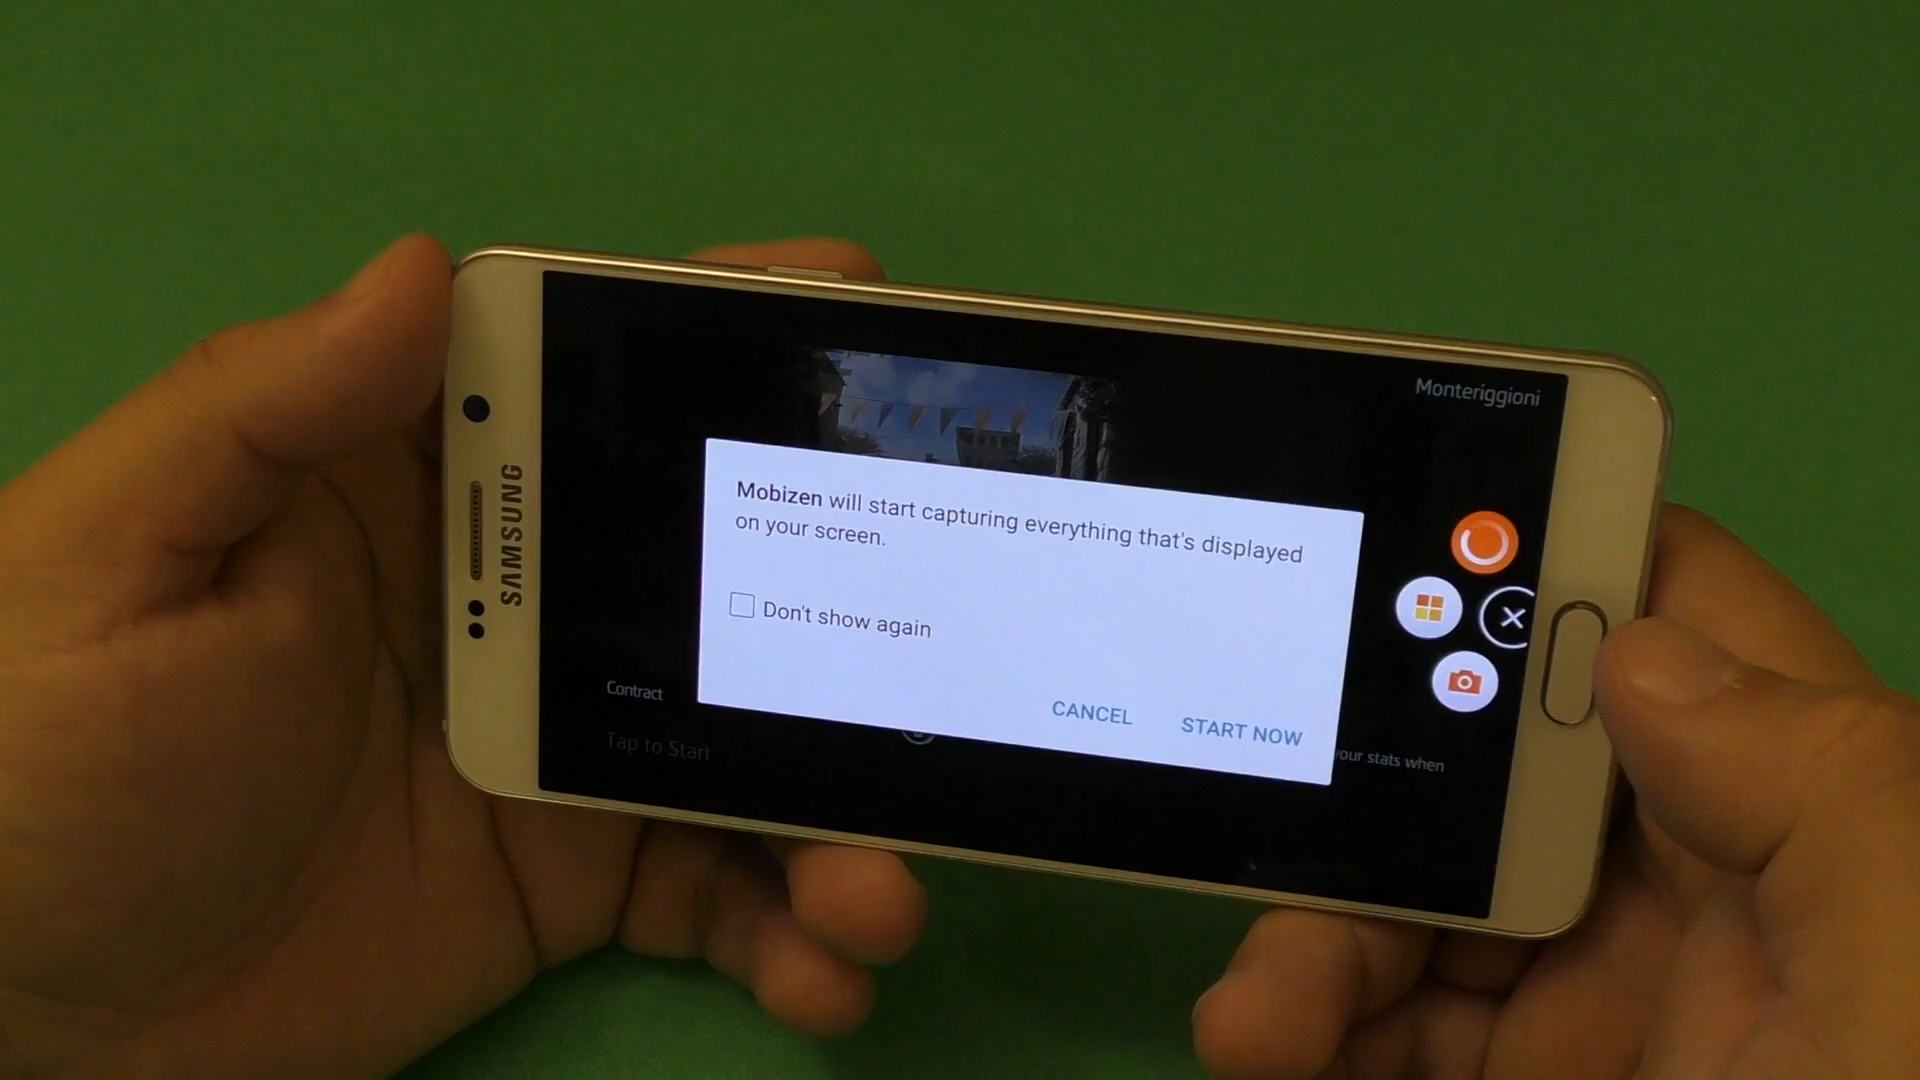 SAMSUNG
Monteriggioni
Mobizen will start capturing everything that's displayed
on your screen.
Don't show again
CANCEL
START NOW
Contract
Tap to Start
your stats when